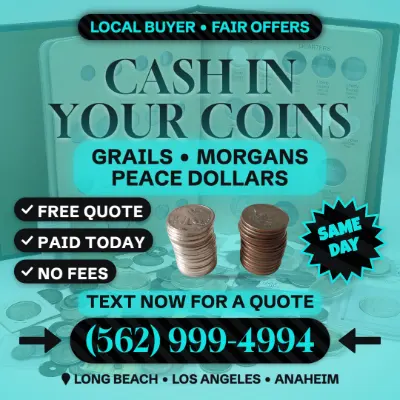 LOCAL BUYER • FAIR OFFERS
CASH IN
YOUR COINS
GRAILS • MORGANS
PEACE DOLLARS
✓ FREE QUOTE
✓ PAID TODAY
✓ NO FEES
SAME
DAY
TEXT NOW FOR A QUOTE
(562) 999-4994
LONG BEACH • LOS ANGELES • ANAHEIM